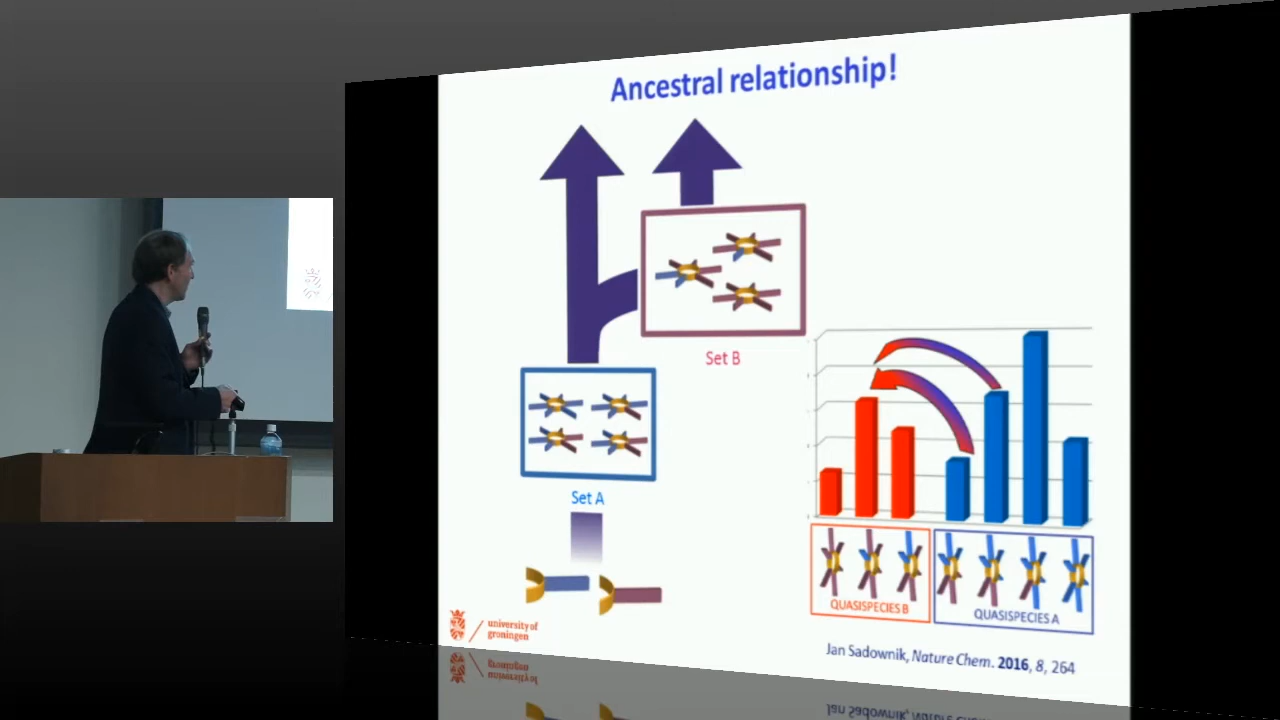 Ancestral relationship!
Set B
Set A
QUASISPECIES B
QUASISPECIES A
university of
groningen
Jan Sadownik, Nature Chem. 2016, 8, 264